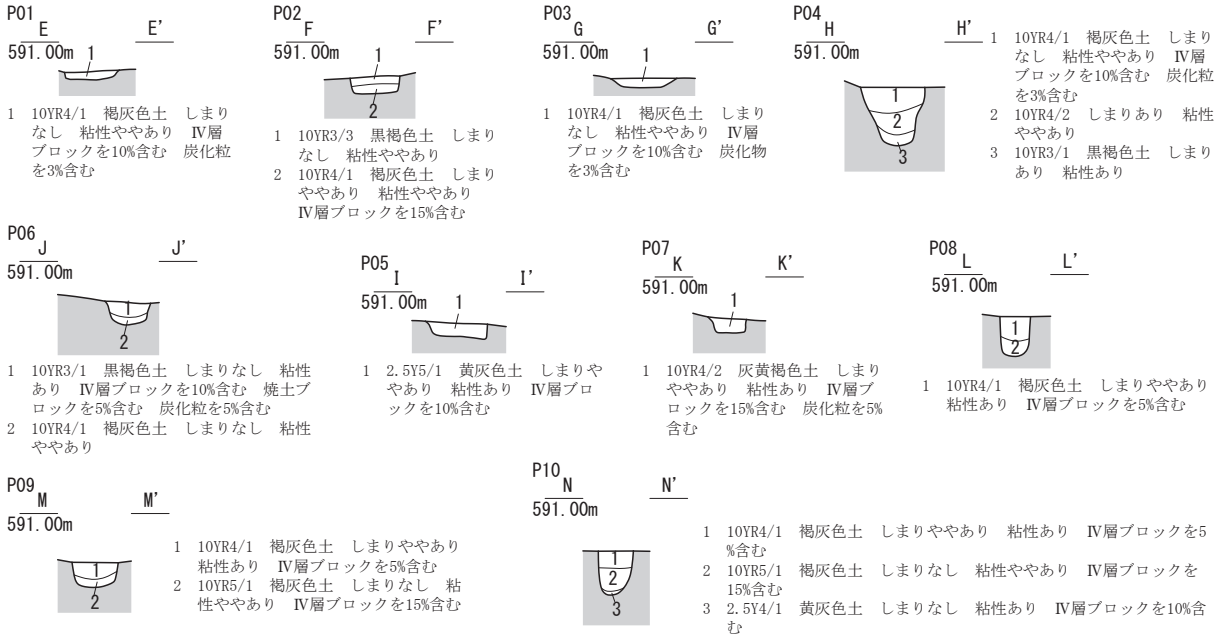 P01
E E’
591.00m 1
1 10YR4/1 褐灰色土 しまり
なし 粘性ややあり Ⅳ層
ブロックを10%含む 炭化粒
を3%含む
P02
F F’
591.00m 1
2
1 10YR3/3 黒褐色土 しまり
なし 粘性ややあり
2 10YR4/1 褐灰色土 しまり
ややあり 粘性ややあり
Ⅳ層ブロックを15%含む
P03
G G’
591.00m 1
1 10YR4/1 褐灰色土 しまり
なし 粘性ややあり Ⅳ層
ブロックを10%含む 炭化物
を3%含む
P04
H H’
591.00m
1
2
3
1 10YR4/1 褐灰色土 しまり
なし 粘性ややあり Ⅳ層
ブロックを10%含む 炭化粒
を3%含む
2 10YR4/2 しまりあり 粘性
ややあり
3 10YR3/1 黒褐色土 しまり
あり 粘性あり
P06
J J’
591.00m
1
2
1 10YR3/1 黒褐色土 しまりなし 粘性
あり Ⅳ層ブロックを10%含む 焼土ブ
ロックを5%含む 炭化粒を5%含む
2 10YR4/1 褐灰色土 しまりなし 粘性
ややあり
P05
I I’
591.00m 1
1 2.5Y5/1 黄灰色土 しまりや
やあり 粘性あり Ⅳ層ブロ
ックを10%含む
P07
K K’
591.00m
1
1 10YR4/2 灰黄褐色土 しまり
ややあり 粘性あり Ⅳ層ブ
ロックを15%含む 炭化粒を5%
含む
P08
L L’
591.00m
1
2
1 10YR4/1 褐灰色土 しまりややあり
粘性あり Ⅳ層ブロックを5%含む
P09
M M’
591.00m
1
2
1 10YR4/1 褐灰色土 しまりややあり
粘性あり Ⅳ層ブロックを5%含む
2 10YR5/1 褐灰色土 しまりなし 粘
性ややあり Ⅳ層ブロックを15%含む
P10
N N’
591.00m
1
2
3
1 10YR4/1 褐灰色土 しまりややあり 粘性あり Ⅳ層ブロックを5
%含む
2 10YR5/1 褐灰色土 しまりなし 粘性ややあり Ⅳ層ブロックを
15%含む
3 2.5Y4/1 黄灰色土 しまりなし 粘性あり Ⅳ層ブロックを10%含
む